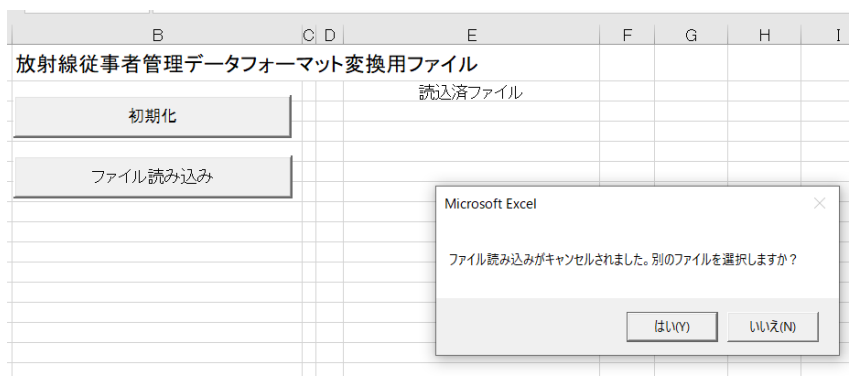 B C D E F G H I
放射線従事者管理データフォーマット変換用ファイル
読込済ファイル
初期化
ファイル読み込み
Microsoft Excel
ファイル読み込みがキャンセルされました。別のファイルを選択しますか？
はい(Y) いいえ(N)